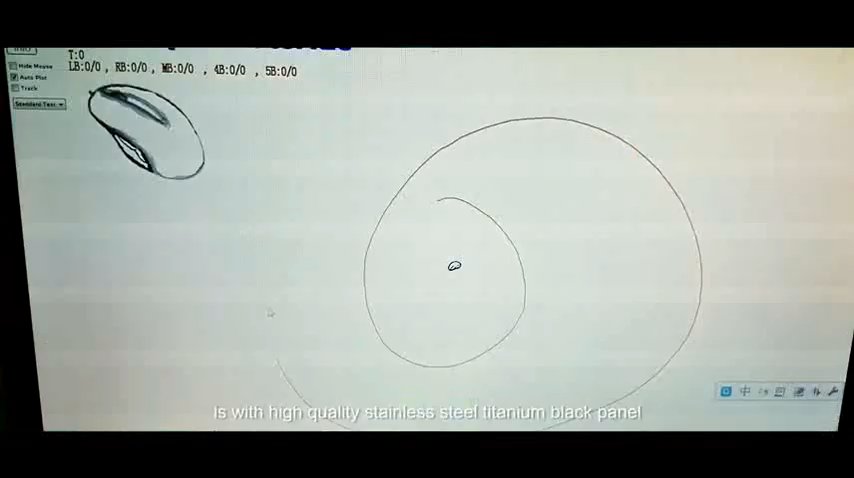 T:0
LB:0/0 , RB:0/0 , MB:0/0 , 4B:0/0 , 5B:0/0
Hide Mouse
Auto Plot
Track
Standard Test
中
is with high quality stainless steel titanium black panel